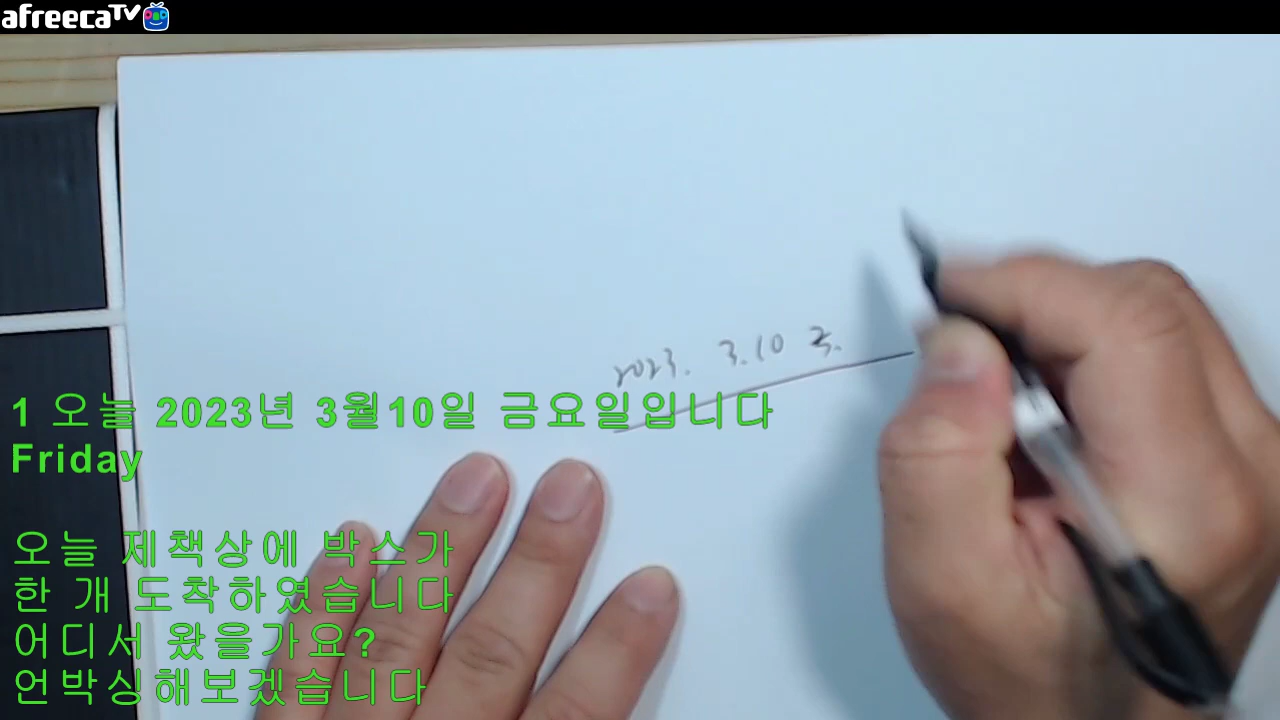 afreecaTV
2023. 3.10 금.
1 오늘 2023년 3월10일 금요일입니다
Friday
오늘 제책상에 박스가
한 개 도착하였습니다
어디서 왔을가요?
언박싱해보겠습니다